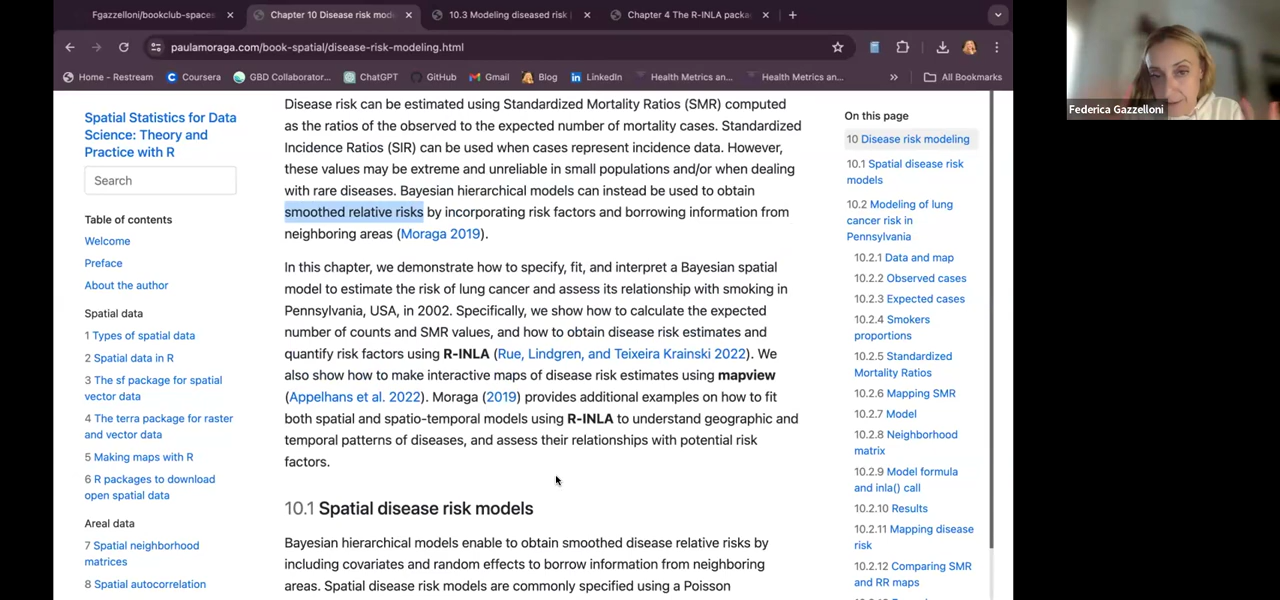 Fgazzelloni/bookclub-spaces
Chapter 10 Disease risk mod
10.3 Modeling diseased risk
Chapter 4 The R-INLA packa
paulamoraga.com/book-spatial/disease-risk-modeling.html
Home - Restream
Coursera
GBD Collaborator...
ChatGPT
GitHub
Gmail
Blog
LinkedIn
Health Metrics an...
Health Metrics an...
»
All Bookmarks
Spatial Statistics for Data
Science: Theory and
Practice with R
Search
Table of contents
Welcome
Preface
About the author
Spatial data
1 Types of spatial data
2 Spatial data in R
3 The sf package for spatial
vector data
4 The terra package for raster
and vector data
5 Making maps with R
6 R packages to download
open spatial data
Areal data
7 Spatial neighborhood
matrices
8 Spatial autocorrelation
Disease risk can be estimated using Standardized Mortality Ratios (SMR) computed
as the ratios of the observed to the expected number of mortality cases. Standardized
Incidence Ratios (SIR) can be used when cases represent incidence data. However,
these values may be extreme and unreliable in small populations and/or when dealing
with rare diseases. Bayesian hierarchical models can instead be used to obtain
smoothed relative risks by incorporating risk factors and borrowing information from
neighboring areas (Moraga 2019).
In this chapter, we demonstrate how to specify, fit, and interpret a Bayesian spatial
model to estimate the risk of lung cancer and assess its relationship with smoking in
Pennsylvania, USA, in 2002. Specifically, we show how to calculate the expected
number of counts and SMR values, and how to obtain disease risk estimates and
quantify risk factors using R-INLA (Rue, Lindgren, and Teixeira Krainski 2022). We
also show how to make interactive maps of disease risk estimates using mapview
(Appelhans et al. 2022). Moraga (2019) provides additional examples on how to fit
both spatial and spatio-temporal models using R-INLA to understand geographic and
temporal patterns of diseases, and assess their relationships with potential risk
factors.
10.1 Spatial disease risk models
Bayesian hierarchical models enable to obtain smoothed disease relative risks by
including covariates and random effects to borrow information from neighboring
areas. Spatial disease risk models are commonly specified using a Poisson
On this page
10 Disease risk modeling
10.1 Spatial disease risk
models
10.2 Modeling of lung
cancer risk in
Pennsylvania
10.2.1 Data and map
10.2.2 Observed cases
10.2.3 Expected cases
10.2.4 Smokers
proportions
10.2.5 Standardized
Mortality Ratios
10.2.6 Mapping SMR
10.2.7 Model
10.2.8 Neighborhood
matrix
10.2.9 Model formula
and inla() call
10.2.10 Results
10.2.11 Mapping disease
risk
10.2.12 Comparing SMR
and RR maps
Federica Gazzelloni